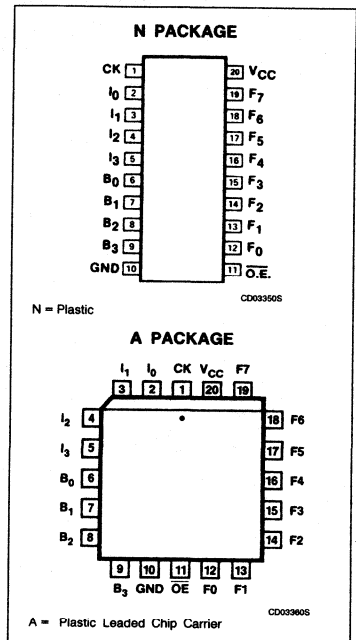 N PACKAGE
CK 1 20 VCC
I0 2 19 F7
I1 3 18 F6
I2 4 17 F5
I3 5 16 F4
B0 6 15 F3
B1 7 14 F2
B2 8 13 F1
B3 9 12 F0
GND 10 11 O.E.
CD03350S
N = Plastic
A PACKAGE
I1 I0 CK VCC F7
3 2 1 20 19
I2 4 18 F6
I3 5 17 F5
B0 6 16 F4
B1 7 15 F3
B2 8 14 F2
9 10 11 12 13
B3 GND OE F0 F1
CD03360S
A = Plastic Leaded Chip Carrier